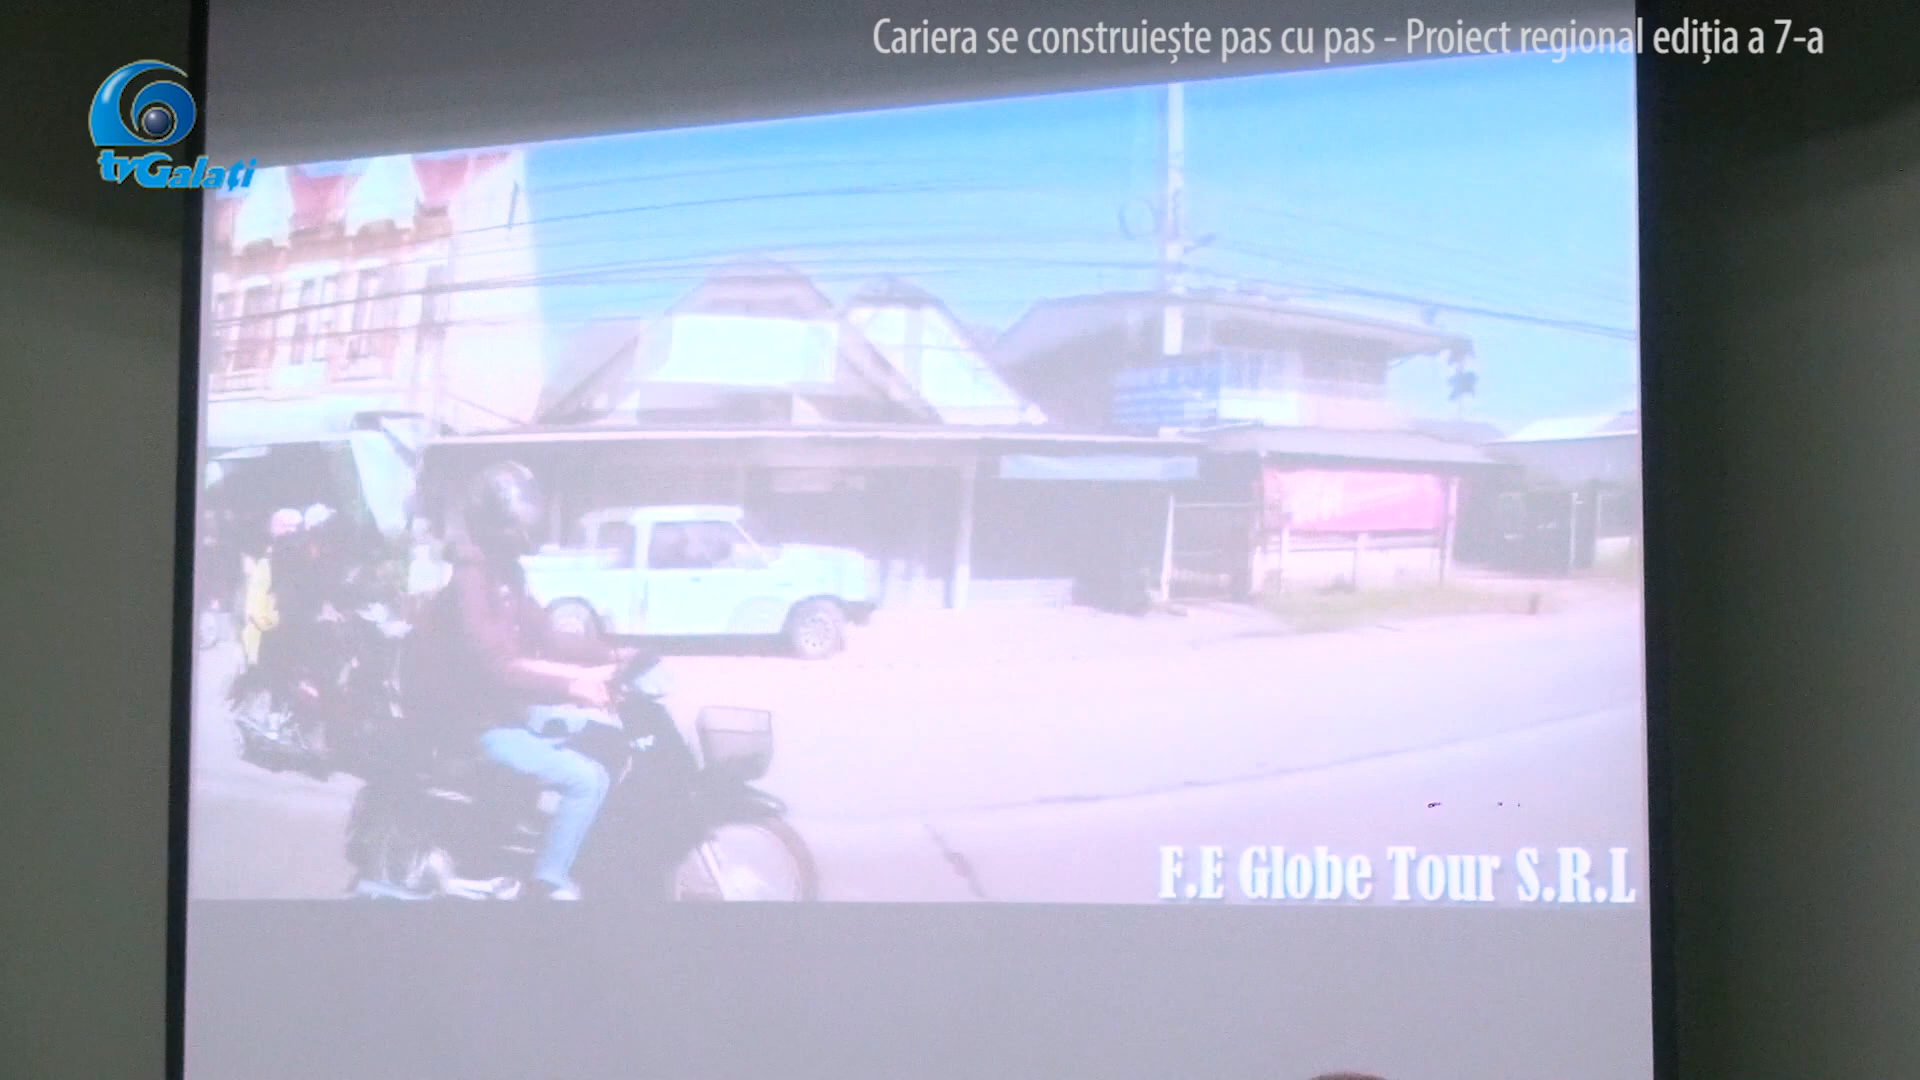 Cariera se construiește pas cu pas - Proiect regional ediția a 7-a
tvGalați
F.E Globe Tour S.R.L